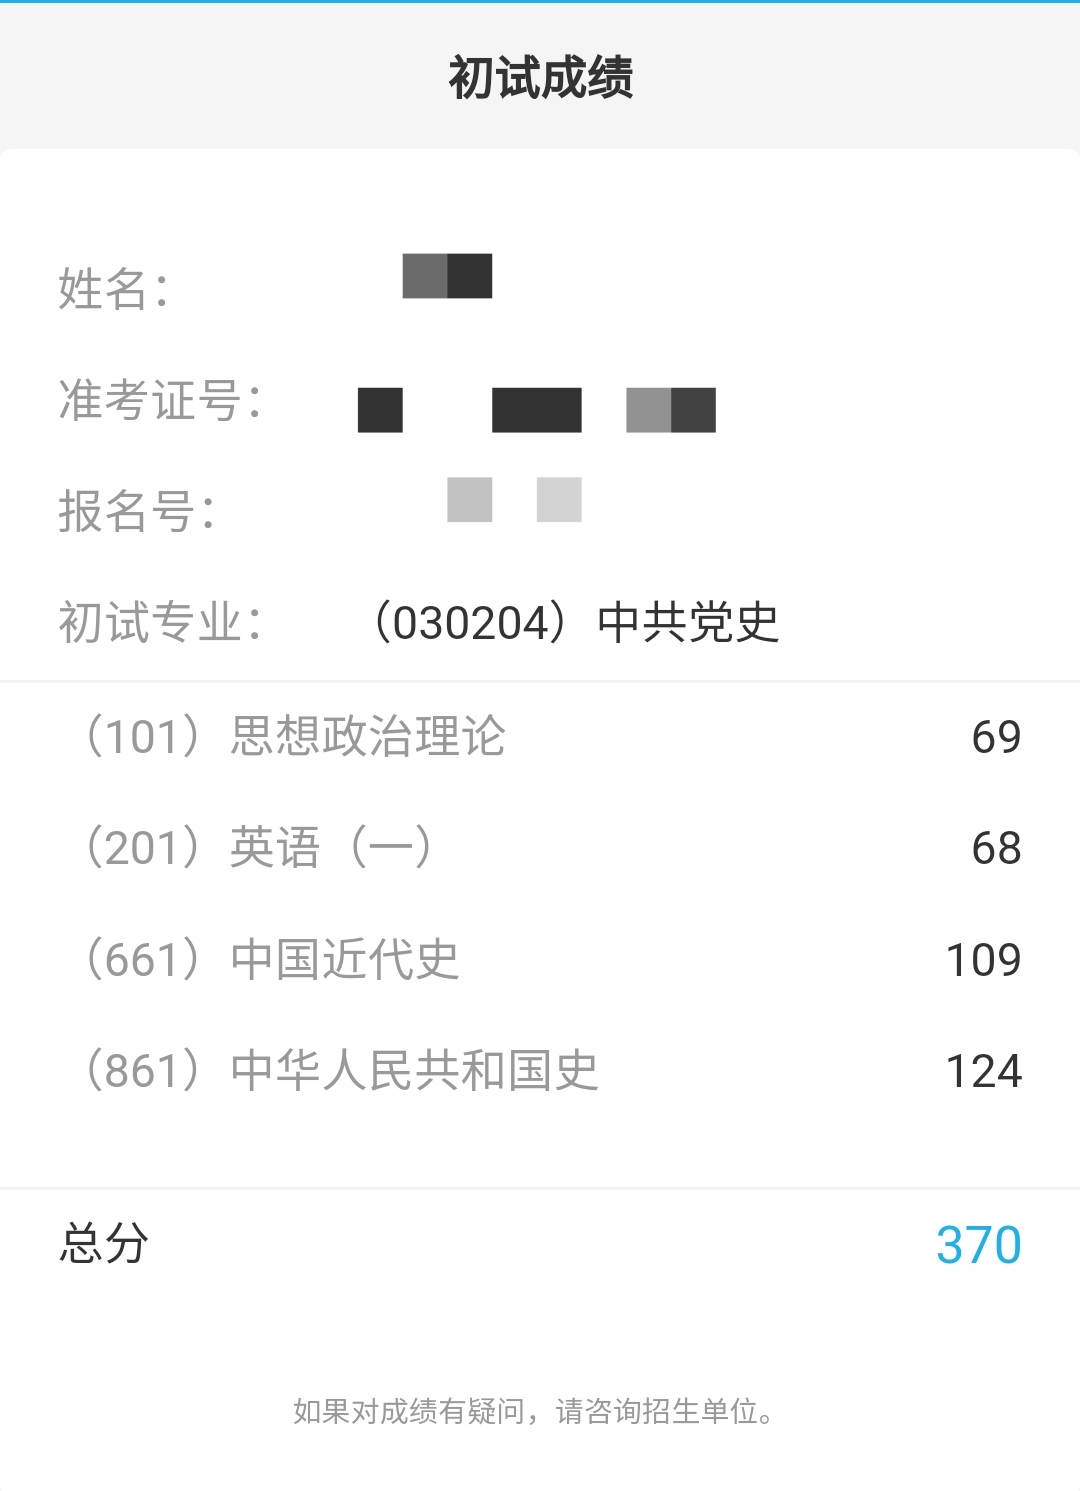 初试成绩
姓名：
准考证号：
报名号：
初试专业： （030204）中共党史
（101）思想政治理论 69
（201）英语（一） 68
（661）中国近代史 109
（861）中华人民共和国史 124
总分 370
如果对成绩有疑问，请咨询招生单位。